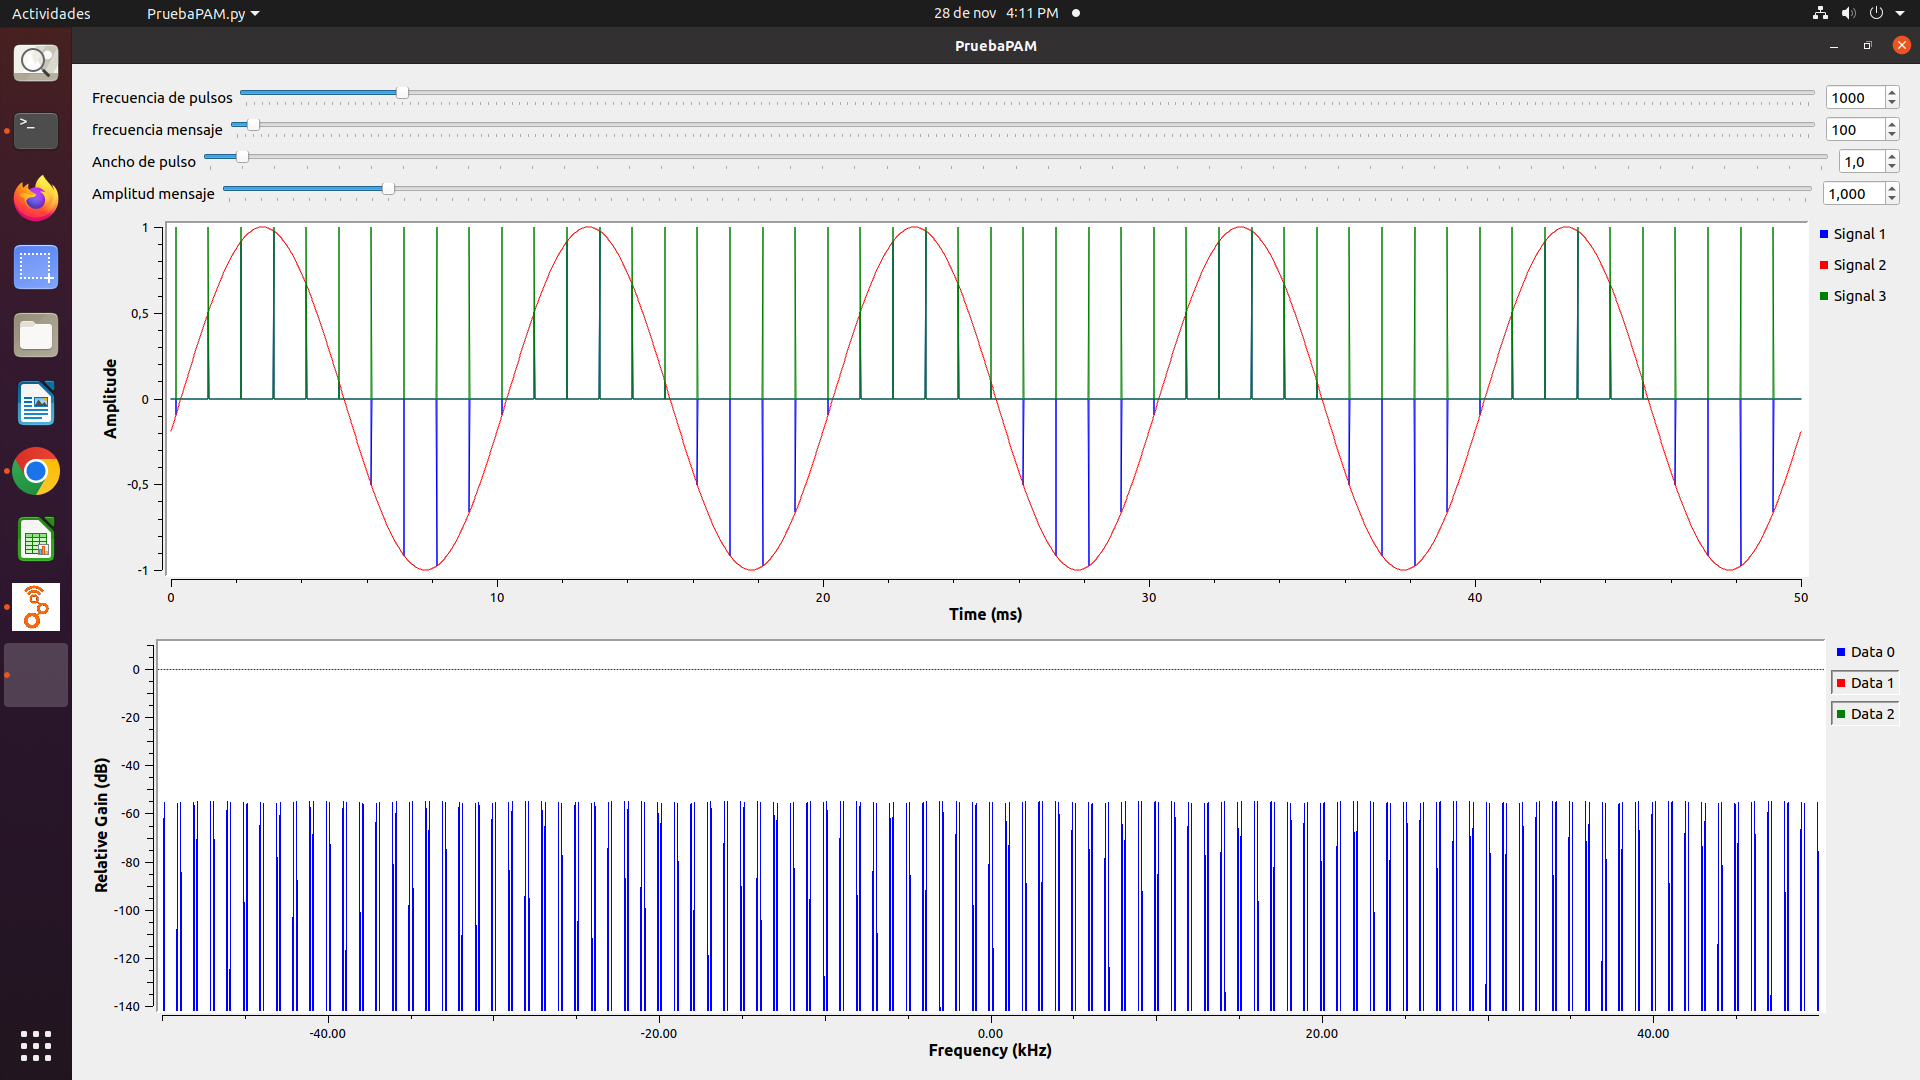 Actividades PruebaPAM.py 28 de nov 4:11 PM
PruebaPAM
Frecuencia de pulsos 1000
frecuencia mensaje 100
Ancho de pulso 1,0
Amplitud mensaje 1,000
Amplitude
1
0,5
0
-0,5
-1
0 10 20 30 40 50
Time (ms)
Signal 1
Signal 2
Signal 3
Relative Gain (dB)
0
-20
-40
-60
-80
-100
-120
-140
-40.00 -20.00 0.00 20.00 40.00
Frequency (kHz)
Data 0
Data 1
Data 2